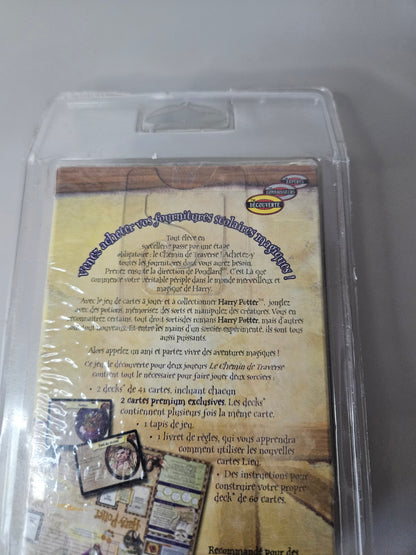 EXPERTS
CONNAISSEURS
DÉCOUVERTE
Venez acheter vos fournitures scolaires magiques !
Tout élève en
sorcellerie passe par une étape
obligatoire : le Chemin de Traverse ! Achetez-y
toutes les fournitures dont vous aurez besoin.
Prenez ensuite la direction de Poudlard™. C'est là que
commence votre véritable périple dans le monde merveilleux et
magique de Harry.
Avec le jeu de cartes à jouer et à collectionner Harry Potter™, jonglez
avec des potions, mémorisez des sorts et manipulez des créatures. Vous en
reconnaîtrez certains, tout droit sortis des romans Harry Potter, mais d'autres
sont tout nouveaux. Et entre les mains d'un sorcier expérimenté, ils sont tous
aussi puissants.
Alors appelez un ami et partez vivre des aventures magiques !
Ce jeu de découverte pour deux joueurs Le Chemin de Traverse
contient tout le nécessaire pour faire jouer deux sorciers :
• 2 decks* de 41 cartes, incluant chacun
2 cartes premium exclusives. Les decks*
contiennent plusieurs fois la même carte.
• 1 tapis de jeu.
• 1 livret de règles, qui vous apprendra
comment utiliser les nouvelles
cartes Lieu.
• Des instructions pour
construire votre propre
deck* de 60 cartes.
Harry Potter
Recommandé pour des